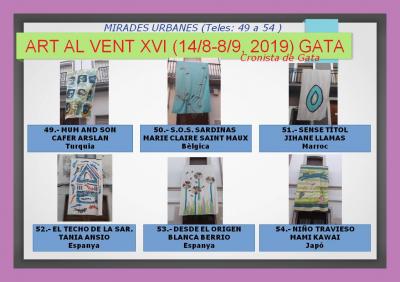 MIRADES URBANES (Teles: 49 a 54 )
ART AL VENT XVI (14/8-8/9, 2019) GATA
Cronista de Gata
49.- MUM AND SON
CAFER ARSLAN
Turquia
50.- S.O.S. SARDINAS
MARIE CLAIRE SAINT MAUX
Bèlgica
51.- SENSE TÍTOL
JIHANE LLAMAS
Marroc
52.- EL TECHO DE LA SAR.
TANIA ANSIO
Espanya
53.- DESDE EL ORIGEN
BLANCA BERRIO
Espanya
54.- NIÑO TRAVIESO
MAMI KAWAI
Japó